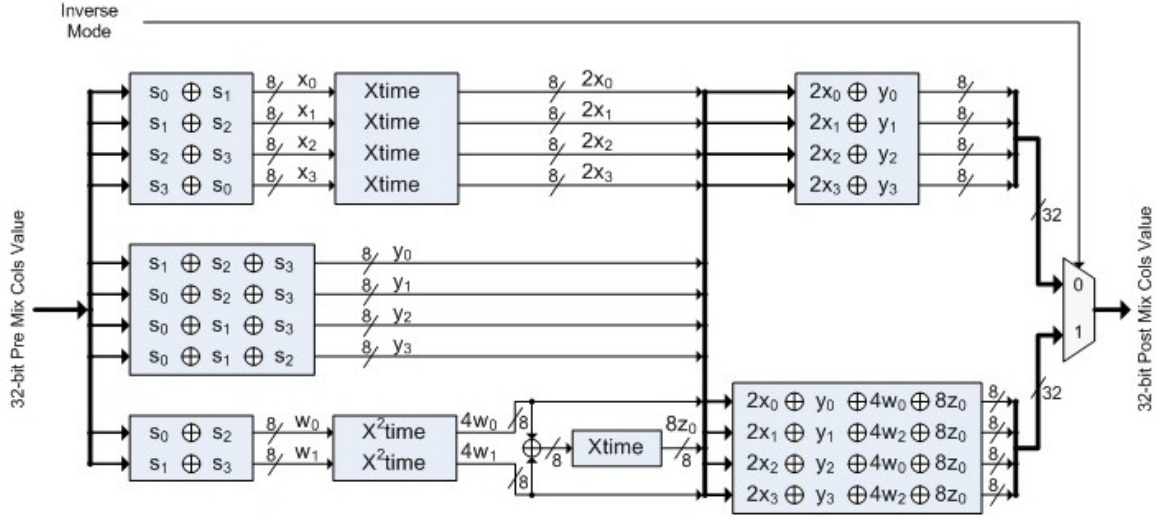 Inverse
Mode
32-bit Pre Mix Cols Value
s₀ ⊕ s₁ 8 x₀ Xtime 8 2x₀ 2x₀ ⊕ y₀ 8
s₁ ⊕ s₂ 8 x₁ Xtime 8 2x₁ 2x₁ ⊕ y₁ 8
s₂ ⊕ s₃ 8 x₂ Xtime 8 2x₂ 2x₂ ⊕ y₂ 8
s₃ ⊕ s₀ 8 x₃ Xtime 8 2x₃ 2x₃ ⊕ y₃ 8
32
s₁ ⊕ s₂ ⊕ s₃ 8 y₀
s₀ ⊕ s₂ ⊕ s₃ 8 y₁
s₀ ⊕ s₁ ⊕ s₃ 8 y₂
s₀ ⊕ s₁ ⊕ s₂ 8 y₃
0
1
32-bit Post Mix Cols Value
s₀ ⊕ s₂ 8 w₀ X²time 4w₀ 8
s₁ ⊕ s₃ 8 w₁ X²time 4w₁ 8
8 Xtime 8z₀ 8
2x₀ ⊕ y₀ ⊕4w₀ ⊕ 8z₀ 8
2x₁ ⊕ y₁ ⊕4w₂ ⊕ 8z₀ 8
2x₂ ⊕ y₂ ⊕4w₀ ⊕ 8z₀ 8
2x₃ ⊕ y₃ ⊕4w₂ ⊕ 8z₀ 8
32